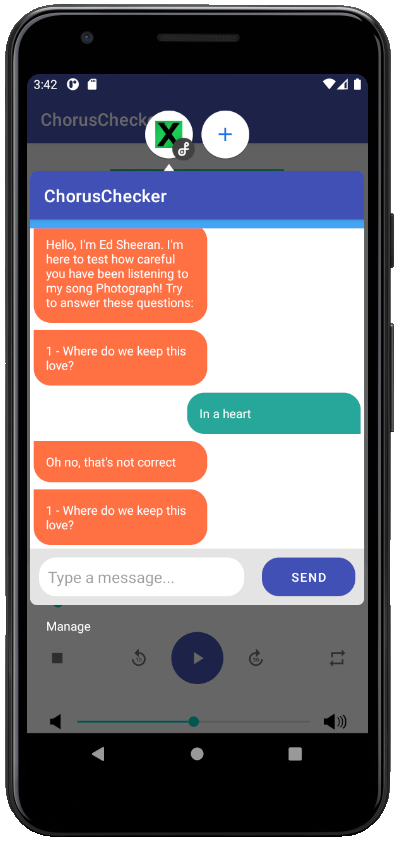 3:42
ChorusCheck
X
+
ChorusChecker
Hello, I'm Ed Sheeran. I'm
here to test how careful
you have been listening to
my song Photograph! Try
to answer these questions:
1 - Where do we keep this
love?
In a heart
Oh no, that's not correct
1 - Where do we keep this
love?
Type a message...
SEND
Manage